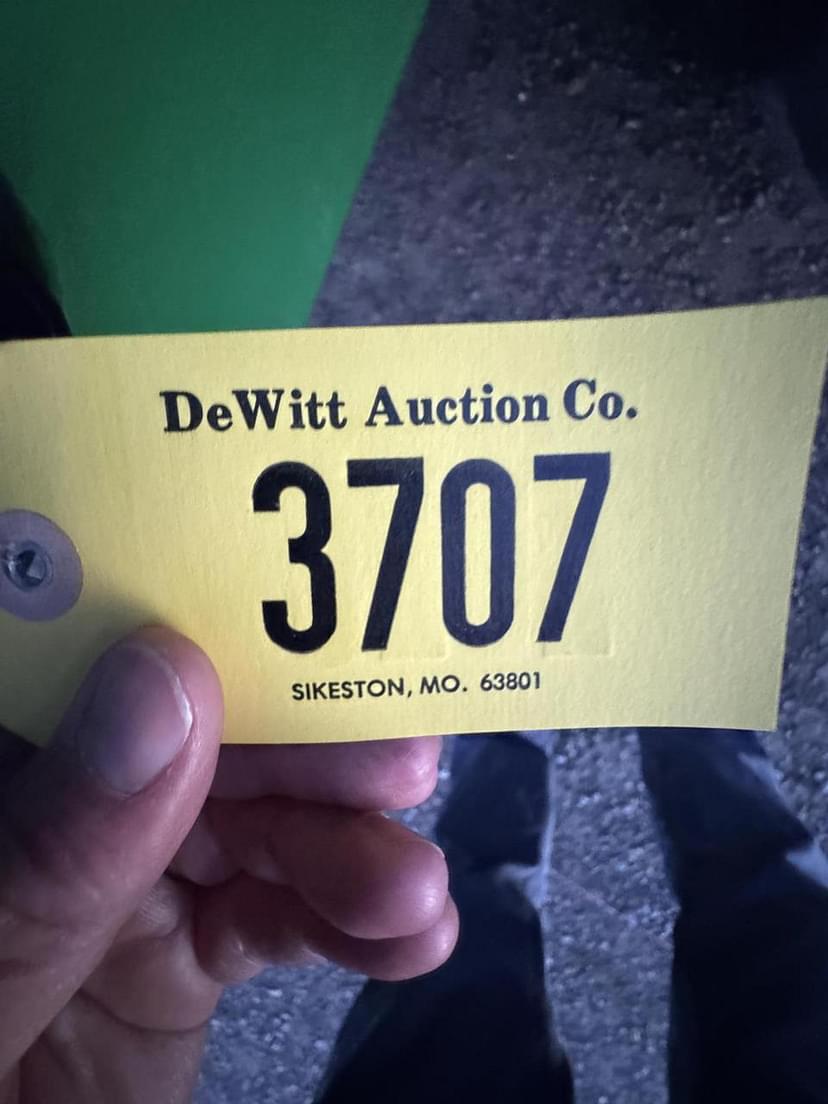 DeWitt Auction Co.
3707
SIKESTON, MO. 63801